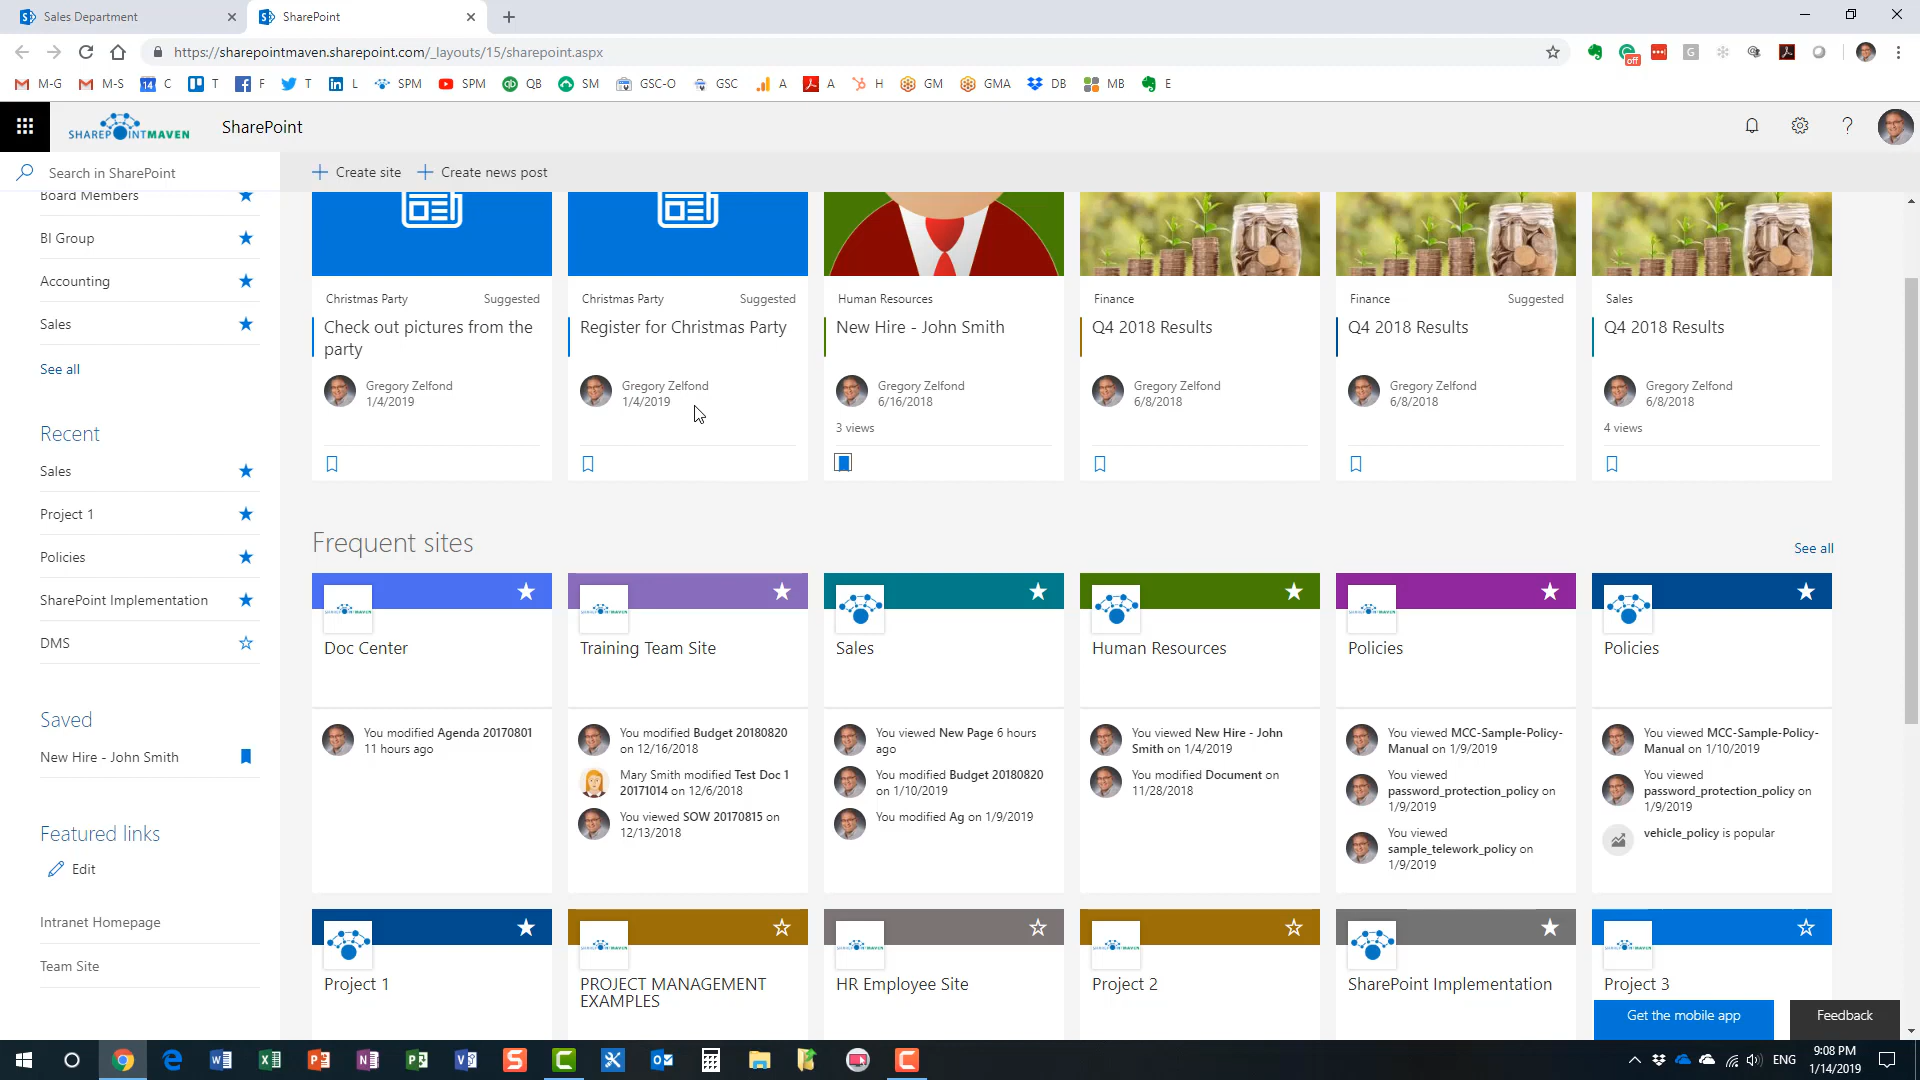 Sales Department
SharePoint
https://sharepointmaven.sharepoint.com/_layouts/15/sharepoint.aspx
off
G
M-G
M-S
14
C
T
F
T
L
SPM
SPM
QB
SM
GSC-O
GSC
A
A
H
GM
GMA
DB
MB
E
SHAREPOINTMAVEN
SharePoint
?
Search in SharePoint
Create site
Create news post
Board Members
BI Group
Accounting
Sales
See all
Recent
Sales
Project 1
Policies
SharePoint Implementation
DMS
Saved
New Hire - John Smith
Featured links
Edit
Intranet Homepage
Team Site
Christmas Party
Suggested
Check out pictures from the
party
Gregory Zelfond
1/4/2019
Christmas Party
Suggested
Register for Christmas Party
Gregory Zelfond
1/4/2019
Human Resources
New Hire - John Smith
Gregory Zelfond
6/16/2018
3 views
Finance
Q4 2018 Results
Gregory Zelfond
6/8/2018
Finance
Suggested
Q4 2018 Results
Gregory Zelfond
6/8/2018
Sales
Q4 2018 Results
Gregory Zelfond
6/8/2018
4 views
Frequent sites
See all
Doc Center
You modified Agenda 20170801
11 hours ago
Training Team Site
You modified Budget 20180820
on 12/16/2018
Mary Smith modified Test Doc 1
20171014 on 12/6/2018
You viewed SOW 20170815 on
12/13/2018
Sales
You viewed New Page 6 hours
ago
You modified Budget 20180820
on 1/10/2019
You modified Ag on 1/9/2019
Human Resources
You viewed New Hire - John
Smith on 1/4/2019
You modified Document on
11/28/2018
Policies
You viewed MCC-Sample-Policy-
Manual on 1/9/2019
You viewed
password_protection_policy on
1/9/2019
You viewed
sample_telework_policy on
1/9/2019
Policies
You viewed MCC-Sample-Policy-
Manual on 1/10/2019
You viewed
password_protection_policy on
1/9/2019
vehicle_policy is popular
Project 1
PROJECT MANAGEMENT
EXAMPLES
HR Employee Site
Project 2
SharePoint Implementation
Project 3
Get the mobile app
Feedback
ENG
9:08 PM
1/14/2019